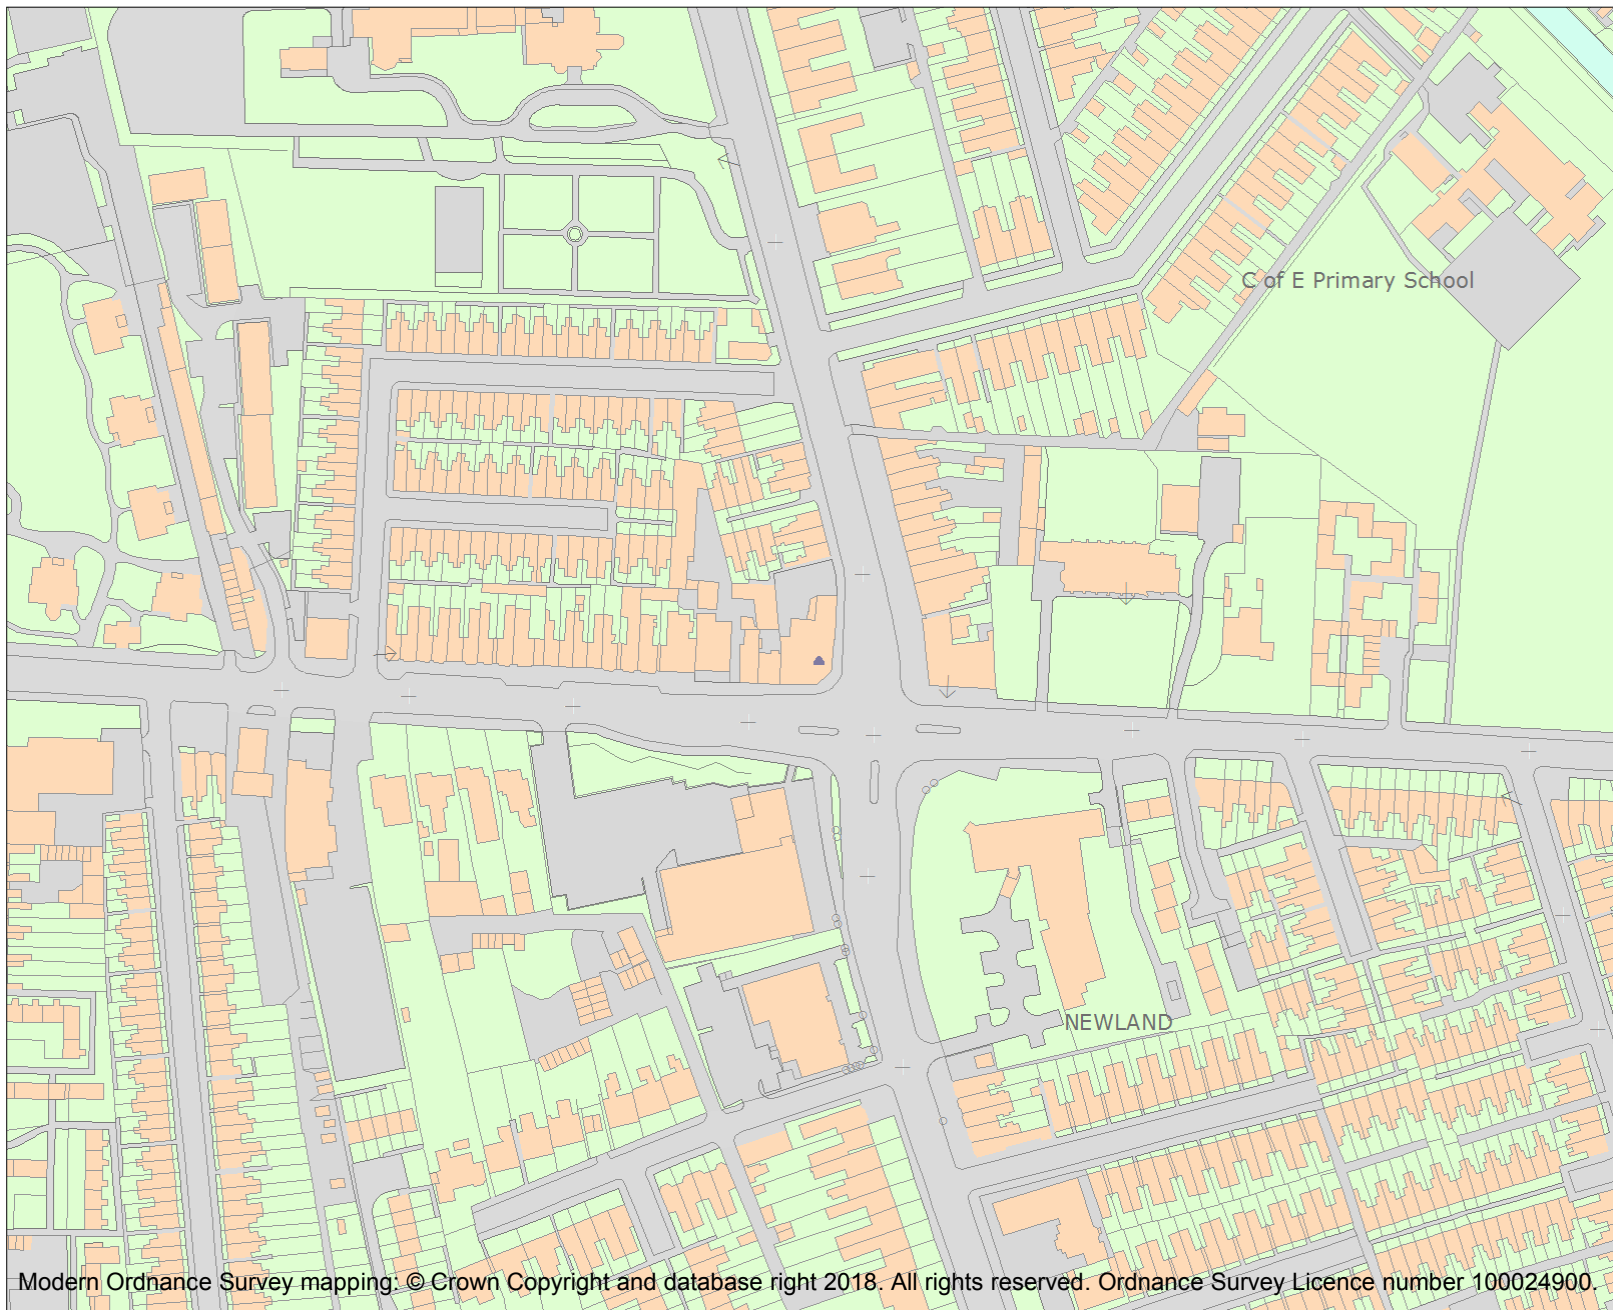 C of E Primary School
NEWLAND
Modern Ordnance Survey mapping: © Crown Copyright and database right 2018. All rights reserved. Ordnance Survey Licence number 100024900.